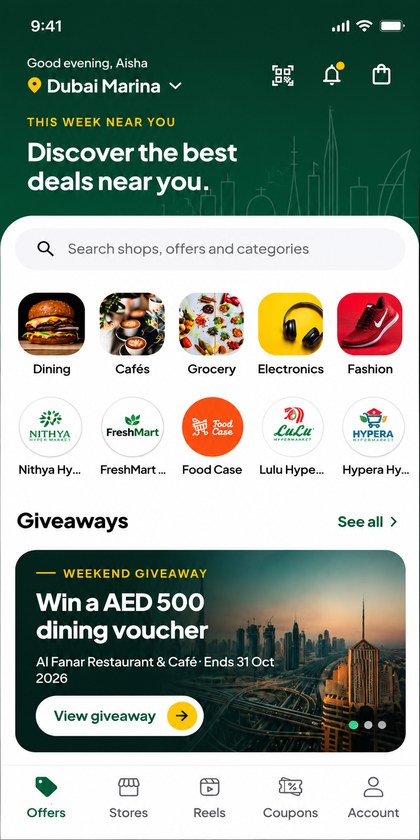 9:41
Good evening, Aisha
Dubai Marina
THIS WEEK NEAR YOU
Discover the best
deals near you.
Search shops, offers and categories
Dining
Cafés
Grocery
Electronics
Fashion
NITHYA
HYPER MARKET
FreshMart
Food
Case
LuLu
HYPERMARKET
HYPERA
HYPERMARKET
Nithya Hy...
FreshMart ...
Food Case
Lulu Hype...
Hypera Hy...
Giveaways
See all
WEEKEND GIVEAWAY
Win a AED 500
dining voucher
Al Fanar Restaurant & Café · Ends 31 Oct
2026
View giveaway
Offers
Stores
Reels
Coupons
Account